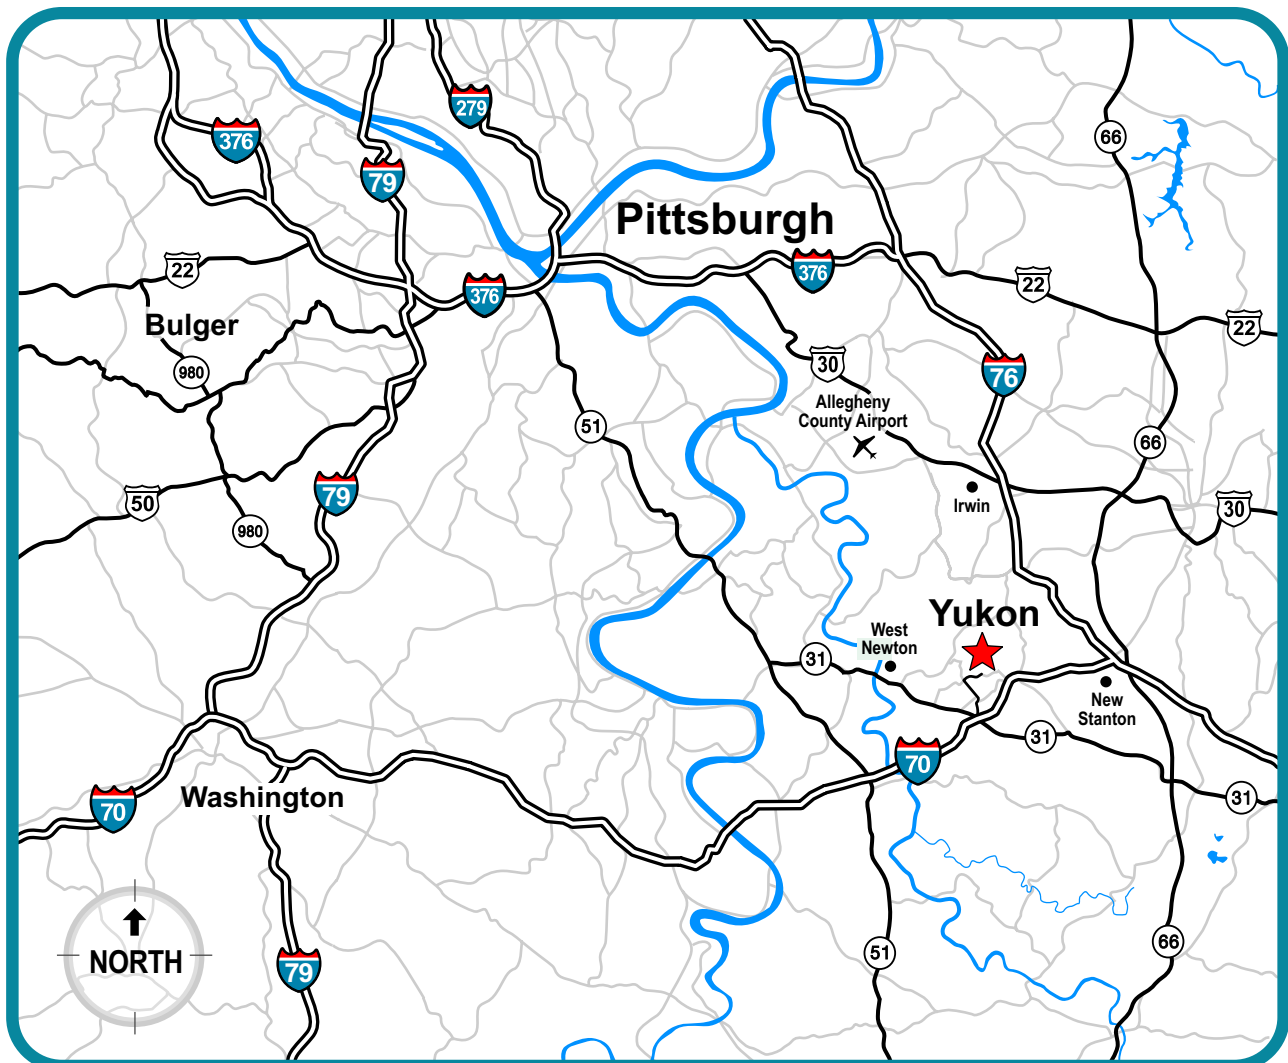 279
376
66
79
Pittsburgh
22
376
376
22
22
Bulger
980
30
76
Allegheny
County Airport
51
66
79
50
Irwin
30
980
Yukon
West
Newton
31
New
Stanton
31
70
Washington
70
31
NORTH
79
51
66